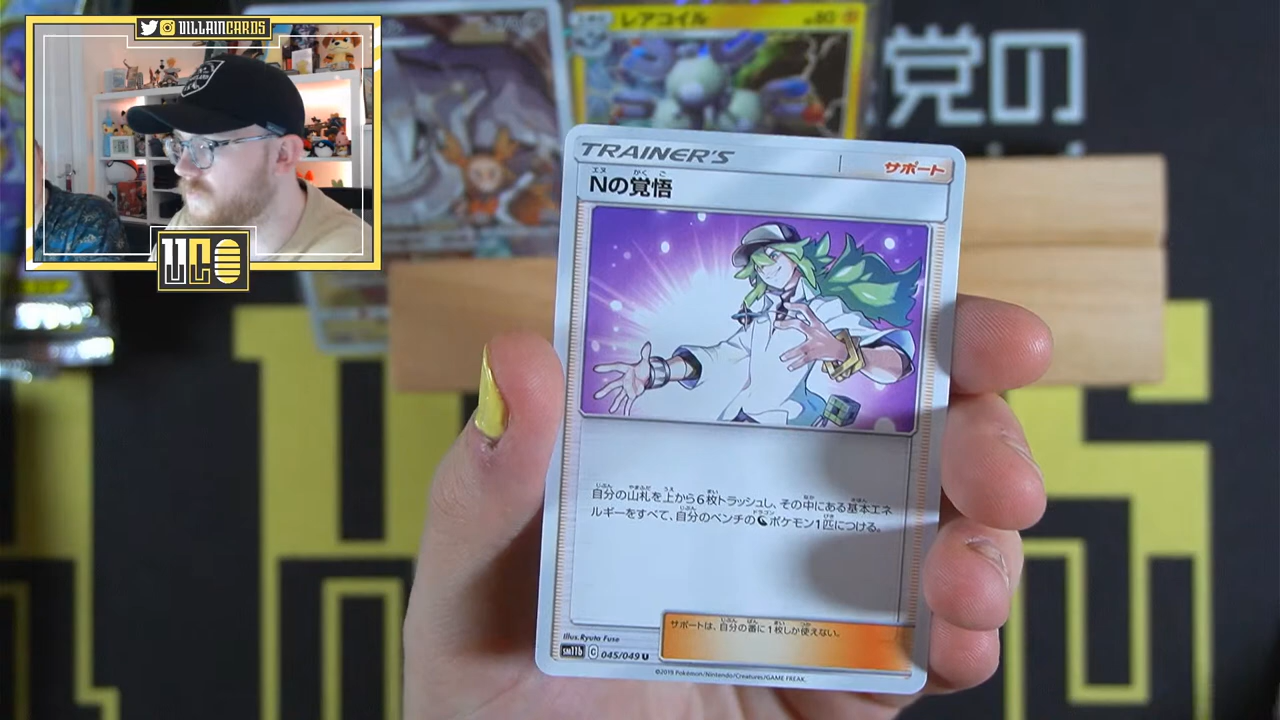 VILLAINCARDS
レアコイル
80
党の
TRAINER'S
サポート
Nの覚悟
自分の山札を上から6枚トラッシュし、その中にある基本エネ
ルギーをすべて、自分のベンチの ポケモン1匹につける。
サポートは、自分の番に1枚しか使えない。
Illus.Ryuta Fuse
sm11b C 045/049 U
©2019 Pokémon/Nintendo/Creatures/GAME FREAK.